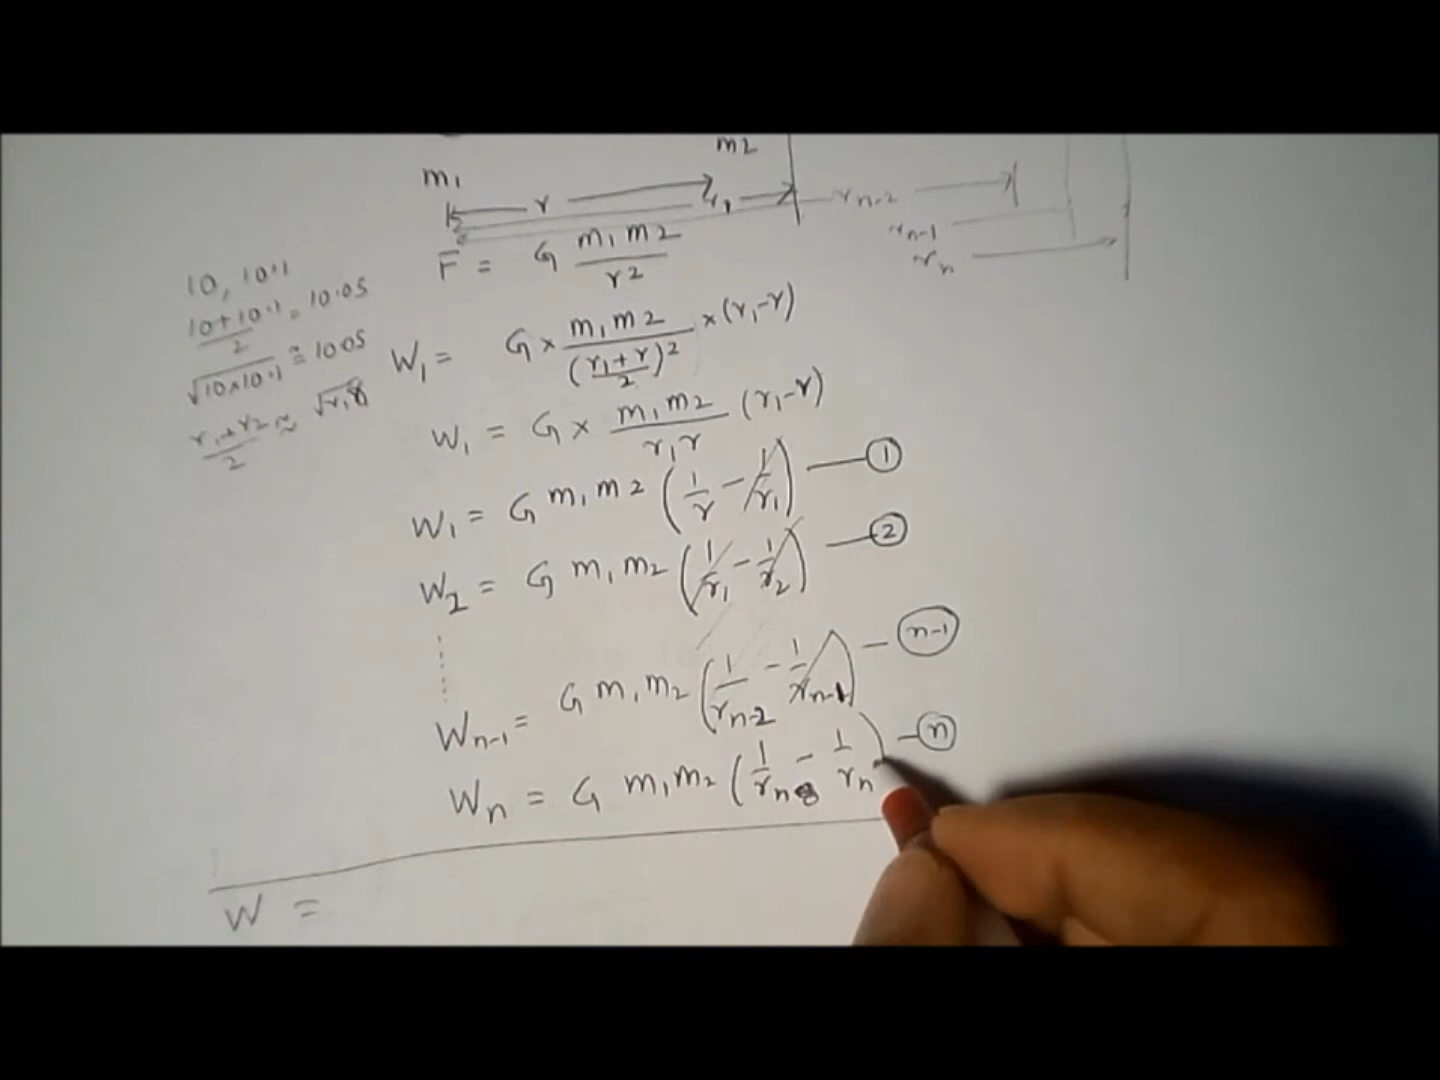 m2
m1
r r1 rn-2
rn-1
rn
F = G m1 m2 / r2
10, 10.1
10+10.1 / 2 = 10.05
√10×10.1 ≅ 10.05
r1+r2 / 2 ≈ √r1
W1 = G × m1 m2 / (r1+r / 2)2 × (r1-r)
W1 = G × m1 m2 / r1 r (r1-r)
W1 = G m1 m2 (1/r - 1/r1) — 1
W2 = G m1 m2 (1/r1 - 1/r2) — 2
Wn-1 = G m1 m2 (1/rn-2 - 1/rn-1) — n-1
Wn = G m1 m2 (1/rn - 1/rn) — n
W =